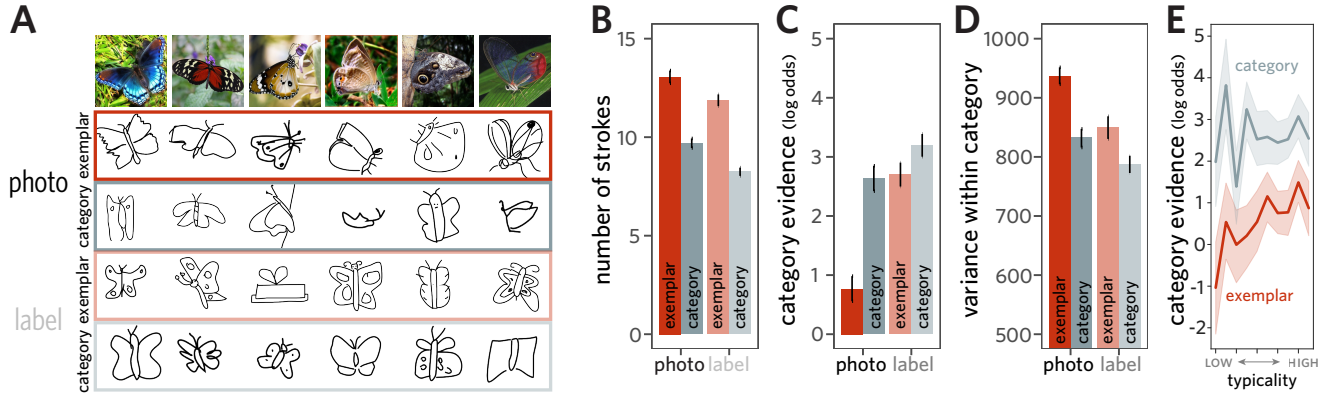 A
photo
exemplar
category
label
exemplar
category
B
number of strokes
15
10
5
0
exemplar
category
exemplar
category
photo label
C
category evidence (log odds)
5
4
3
2
1
0
exemplar
category
exemplar
category
photo label
D
variance within category
1000
900
800
700
600
500
exemplar
category
exemplar
category
photo label
E
category evidence (log odds)
5
4
3
2
1
0
-1
-2
category
exemplar
LOW HIGH
typicality